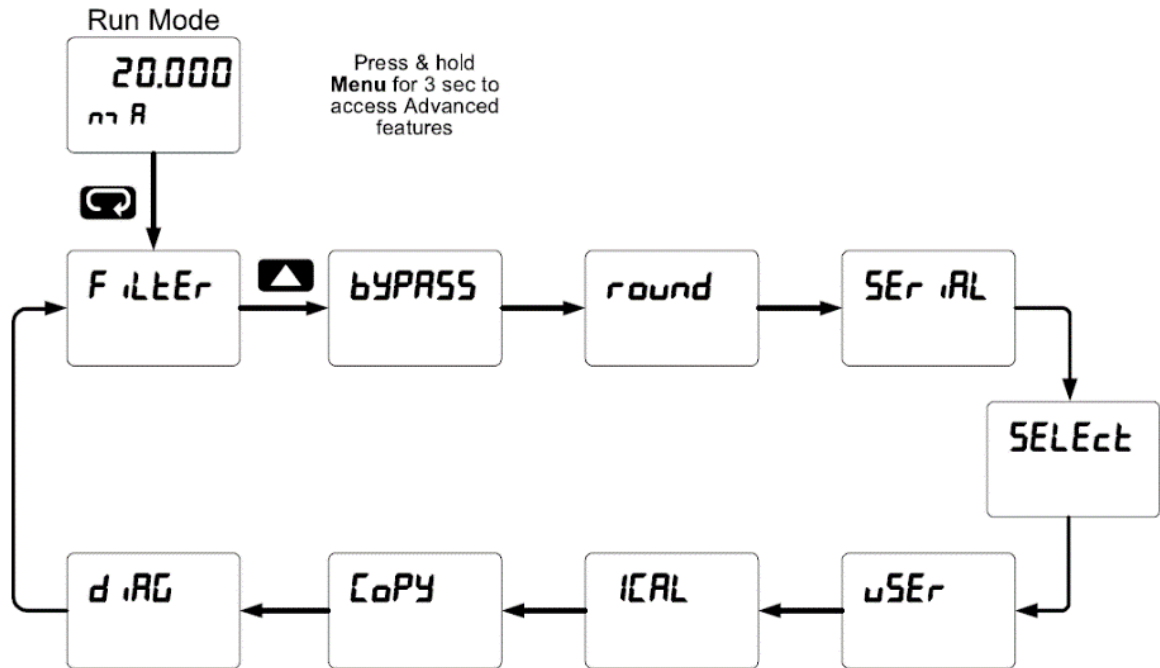 Run Mode
20.000
mA
Press & hold
Menu for 3 sec to
access Advanced
features
FiLtEr
bYPASS
round
SEriAL
SELEct
uSEr
ICAL
CoPY
diAG